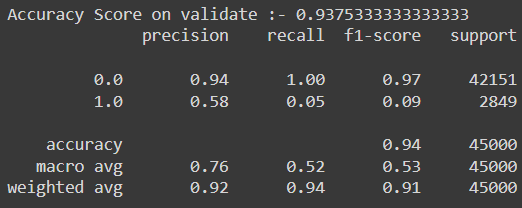 Accuracy Score on validate :- 0.9375333333333333
precision recall f1-score support
0.0 0.94 1.00 0.97 42151
1.0 0.58 0.05 0.09 2849
accuracy 0.94 45000
macro avg 0.76 0.52 0.53 45000
weighted avg 0.92 0.94 0.91 45000